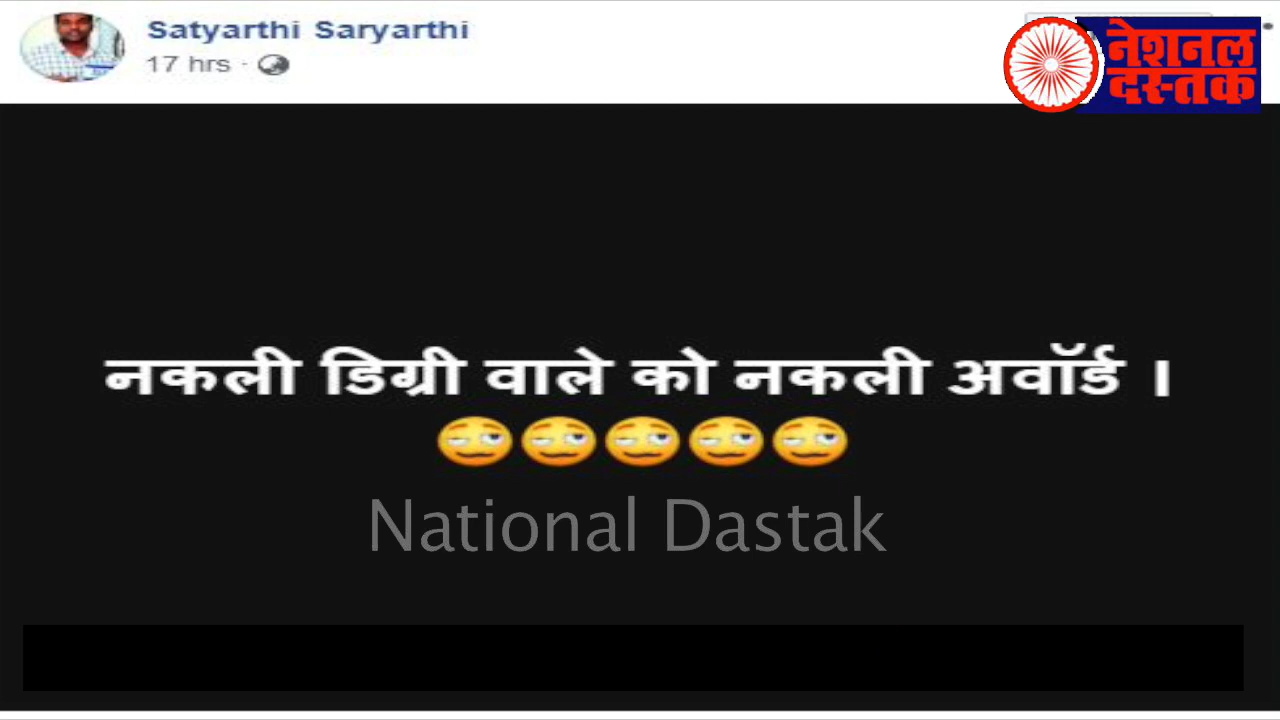 Satyarthi Saryarthi
17 hrs ·
नेशनल
दस्तक
नकली डिग्री वाले को नकली अवॉर्ड ।
🙄🙄🙄🙄🙄
National Dastak